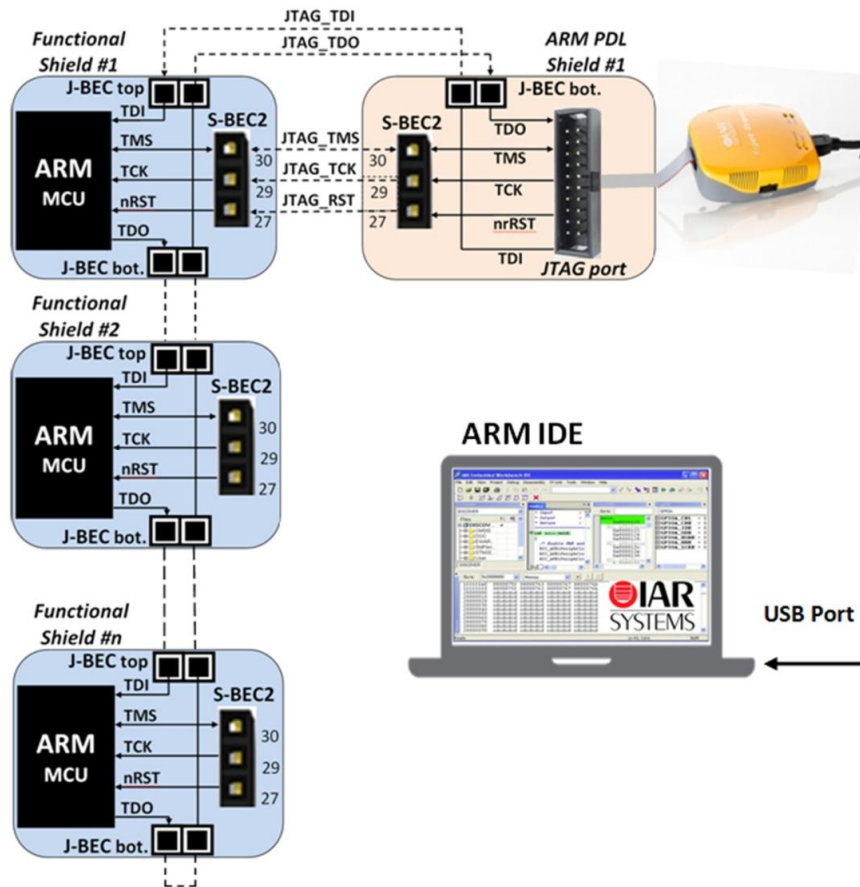 JTAG_TDI
JTAG_TDO
Functional
Shield #1
J-BEC top
S-BEC2
TDI
TMS
TCK
nRST
TDO
ARM
MCU
30
29
27
J-BEC bot.
JTAG_TMS
JTAG_TCK
JTAG_RST
ARM PDL
Shield #1
J-BEC bot.
S-BEC2
30
29
27
TDO
TMS
TCK
nrRST
TDI
JTAG port
Functional
Shield #2
J-BEC top
S-BEC2
TDI
TMS
TCK
nRST
TDO
ARM
MCU
30
29
27
J-BEC bot.
ARM IDE
IAR
SYSTEMS
USB Port
Functional
Shield #n
J-BEC top
S-BEC2
TDI
TMS
TCK
nRST
TDO
ARM
MCU
30
29
27
J-BEC bot.